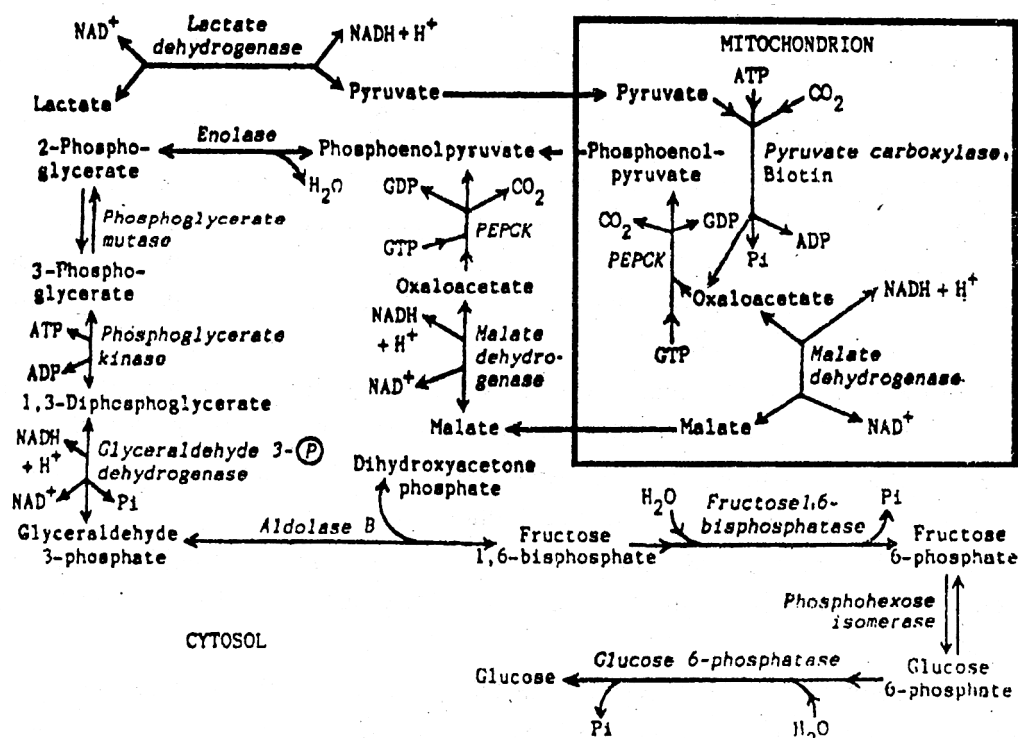 NAD+
Lactate
dehydrogenase
NADH + H+
Lactate
Pyruvate
MITOCHONDRION
Pyruvate
ATP
CO2
Pyruvate carboxylase,
Biotin
ADP
Pi
2-Phospho-
glycerate
Enolase
H2O
Phosphoenolpyruvate
Phosphoenol-
pyruvate
GDP
CO2
GTP
PEPCK
CO2
GDP
PEPCK
GTP
Phosphoglycerate
mutase
3-Phospho-
glycerate
Oxaloacetate
Oxaloacetate
NADH + H+
ATP
ADP
Phosphoglycerate
kinase
NADH
+ H+
NAD+
Malate
dehydro-
genase
Malate
dehydrogenase
NAD+
1,3-Diphosphoglycerate
Malate
Malate
NADH
+ H+
NAD+
Pi
Glyceraldehyde 3-P
dehydrogenase
Dihydroxyacetone
phosphate
Glyceraldehyde
3-phosphate
Aldolase B
Fructose
1,6-bisphosphate
H2O
Fructose1,6-
bisphosphatase
Pi
Fructose
6-phosphate
Phosphohexose
isomerase
CYTOSOL
Glucose
Glucose 6-phosphatase
Glucose
6-phosphate
Pi
H2O